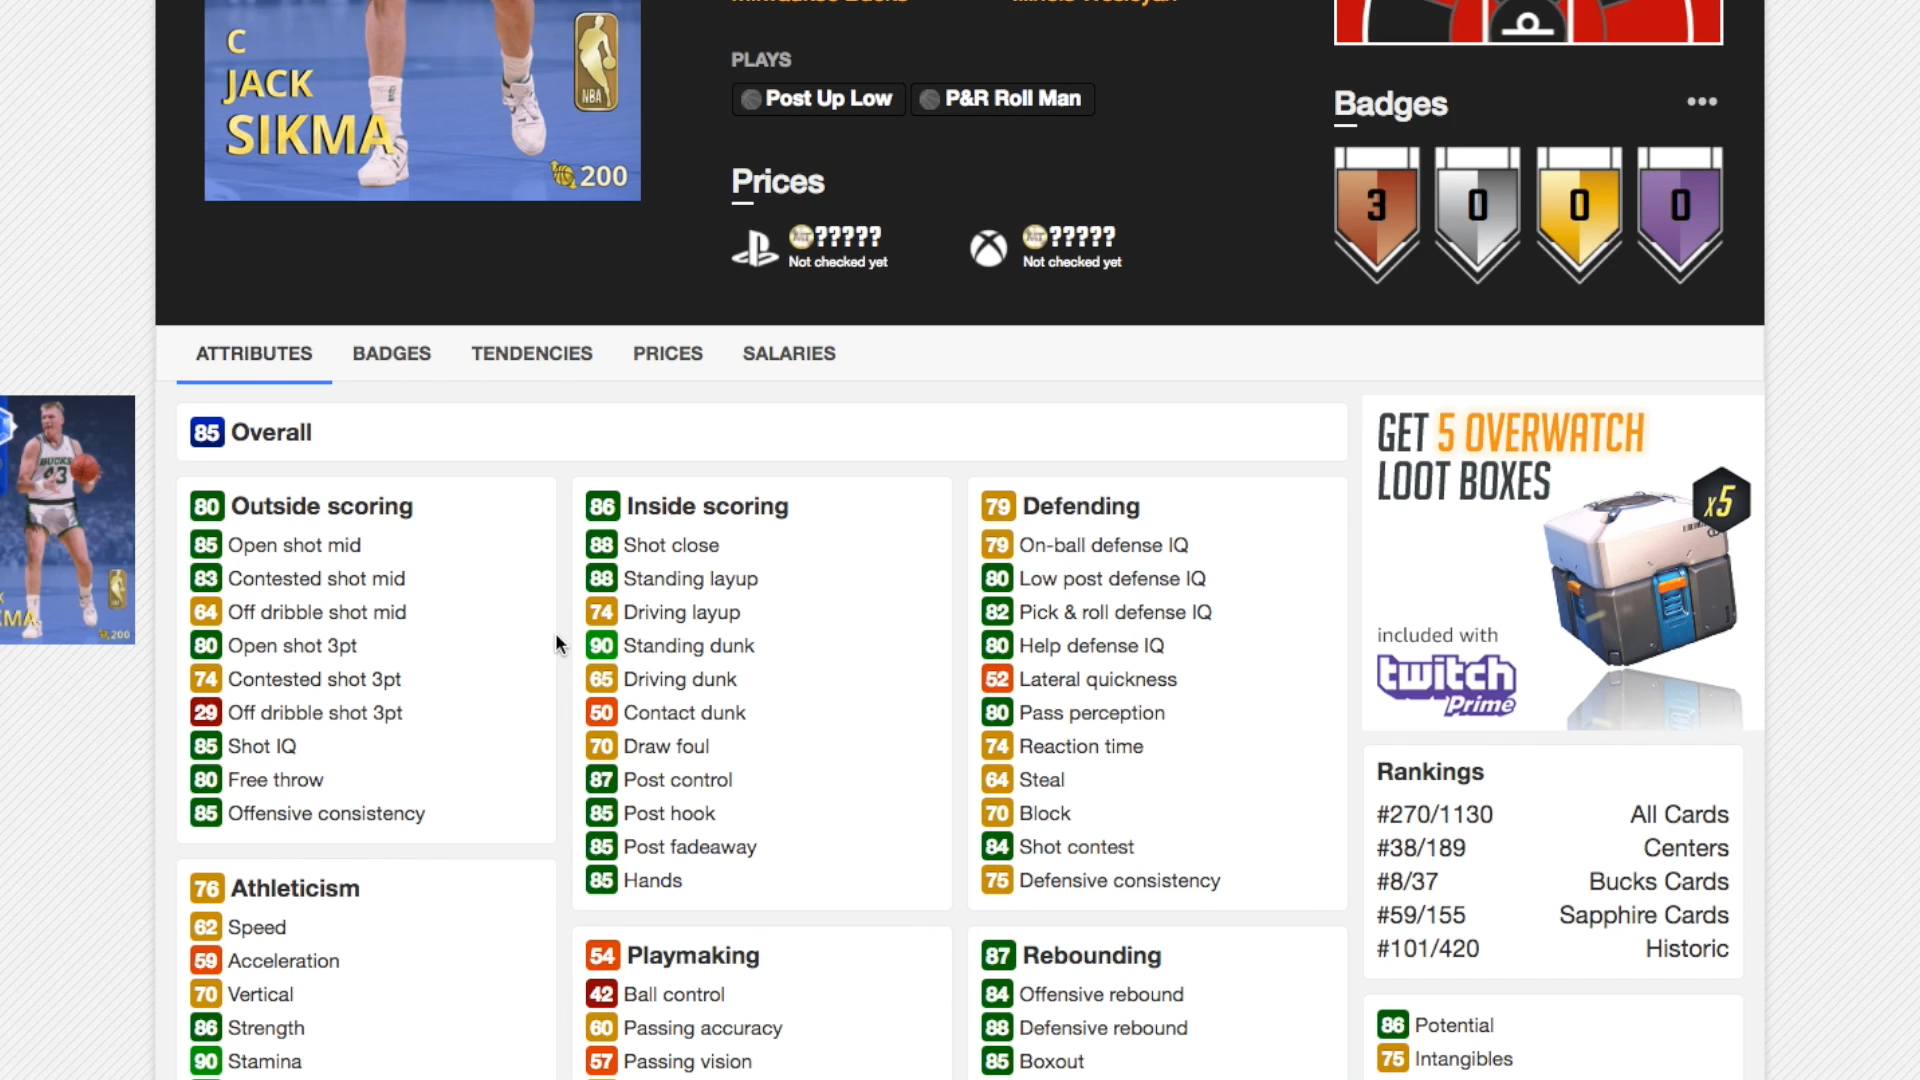 Milwaukee Bucks
Illinois Wesleyan
C
JACK
SIKMA
NBA
200
PLAYS
Post Up Low
P&R Roll Man
Prices
MT ?????
Not checked yet
MT ?????
Not checked yet
Badges
3 0 0 0
ATTRIBUTES BADGES TENDENCIES PRICES SALARIES
85 Overall
80 Outside scoring
85 Open shot mid
83 Contested shot mid
64 Off dribble shot mid
80 Open shot 3pt
74 Contested shot 3pt
29 Off dribble shot 3pt
85 Shot IQ
80 Free throw
85 Offensive consistency
76 Athleticism
62 Speed
59 Acceleration
70 Vertical
86 Strength
90 Stamina
86 Inside scoring
88 Shot close
88 Standing layup
74 Driving layup
90 Standing dunk
65 Driving dunk
50 Contact dunk
70 Draw foul
87 Post control
85 Post hook
85 Post fadeaway
85 Hands
54 Playmaking
42 Ball control
60 Passing accuracy
57 Passing vision
79 Defending
79 On-ball defense IQ
80 Low post defense IQ
82 Pick & roll defense IQ
80 Help defense IQ
52 Lateral quickness
80 Pass perception
74 Reaction time
64 Steal
70 Block
84 Shot contest
75 Defensive consistency
87 Rebounding
84 Offensive rebound
88 Defensive rebound
85 Boxout
BUCKS
43
KMA
200
GET 5 OVERWATCH
LOOT BOXES
x5
included with
twitch
Prime
Rankings
#270/1130 All Cards
#38/189 Centers
#8/37 Bucks Cards
#59/155 Sapphire Cards
#101/420 Historic
86 Potential
75 Intangibles